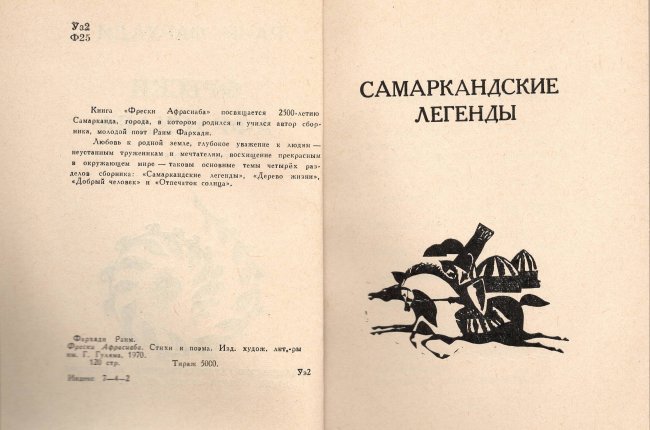 Уз2
Ф25
Книга «Фрески Афрасиаба» посвящается 2500-летию
Самарканда, города, в котором родился и учился автор сбор-
ника, молодой поэт Раим Фархади.
Любовь к родной земле, глубокое уважение к людям —
неустанным труженикам и мечтателям, восхищение прекрасным
в окружающем мире — таковы основные темы четырёх раз-
делов сборника: «Самаркандские легенды», «Дерево жизни»,
«Добрый человек» и «Отпечаток солнца».
Фархади Раим.
Фрески Афрасиаба. Стихи и поэма. Изд. худож. лит.-ры
им. Г. Гуляма, 1970.
120 стр. Тираж 5000.
Уз2
Индекс 7—4—2
САМАРКАНДСКИЕ
ЛЕГЕНДЫ